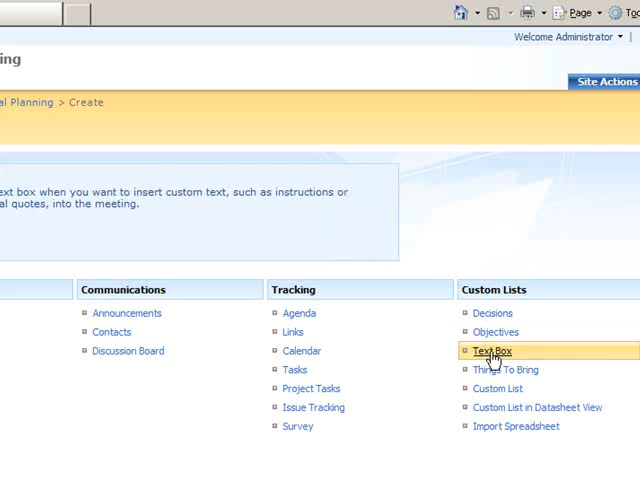 Page
Welcome Administrator
ing
Site Actions
al Planning > Create
ext box when you want to insert custom text, such as instructions or
al quotes, into the meeting.
Communications
Announcements
Contacts
Discussion Board
Tracking
Agenda
Links
Calendar
Tasks
Project Tasks
Issue Tracking
Survey
Custom Lists
Decisions
Objectives
Text Box
Things To Bring
Custom List
Custom List in Datasheet View
Import Spreadsheet